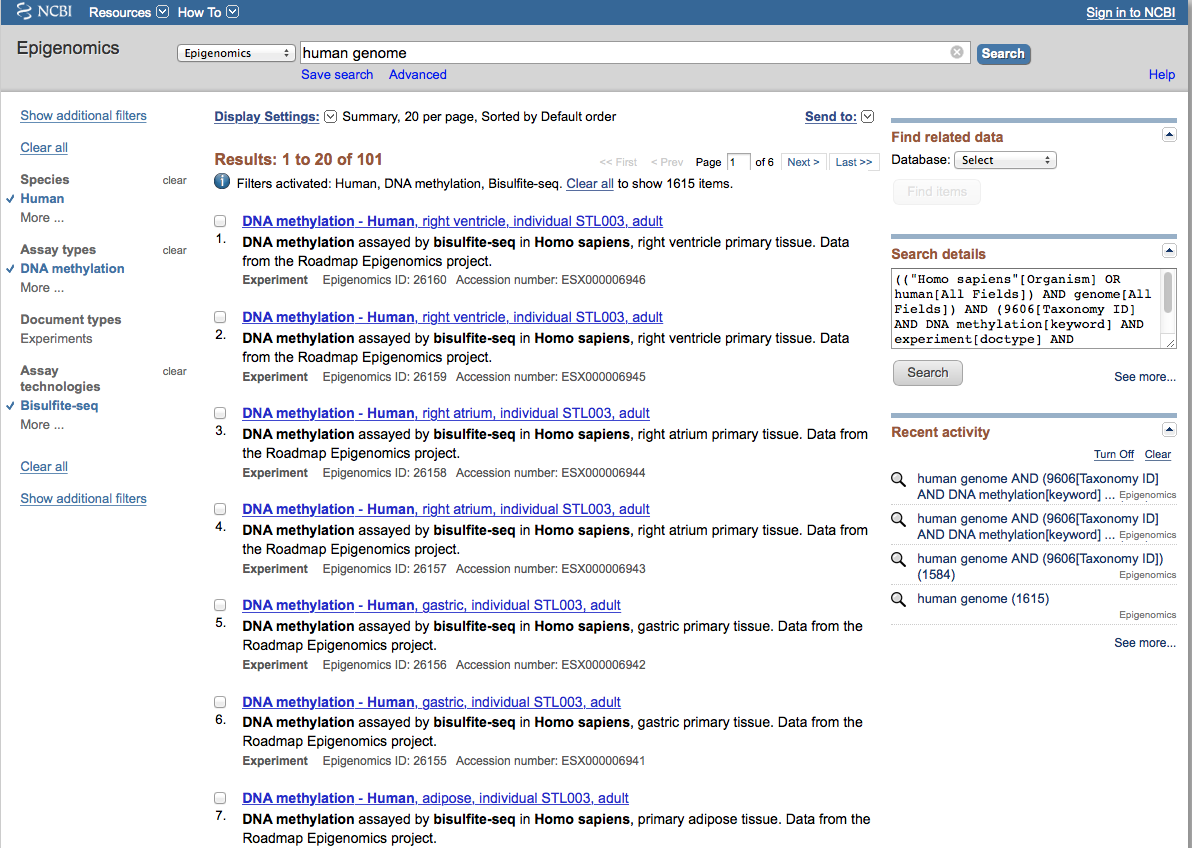 NCBI Resources How To Sign in to NCBI
Epigenomics Epigenomics human genome Search
Save search Advanced Help
Show additional filters
Clear all
Species clear
Human
More ...
Assay types clear
DNA methylation
More ...
Document types
Experiments
Assay clear
technologies
Bisulfite-seq
More ...
Clear all
Show additional filters
Display Settings: Summary, 20 per page, Sorted by Default order Send to:
Results: 1 to 20 of 101
<< First < Prev Page 1 of 6 Next > Last >>
Filters activated: Human, DNA methylation, Bisulfite-seq. Clear all to show 1615 items.
DNA methylation - Human, right ventricle, individual STL003, adult
1. DNA methylation assayed by bisulfite-seq in Homo sapiens, right ventricle primary tissue. Data
from the Roadmap Epigenomics project.
Experiment Epigenomics ID: 26160 Accession number: ESX000006946
DNA methylation - Human, right ventricle, individual STL003, adult
2. DNA methylation assayed by bisulfite-seq in Homo sapiens, right ventricle primary tissue. Data
from the Roadmap Epigenomics project.
Experiment Epigenomics ID: 26159 Accession number: ESX000006945
DNA methylation - Human, right atrium, individual STL003, adult
3. DNA methylation assayed by bisulfite-seq in Homo sapiens, right atrium primary tissue. Data from
the Roadmap Epigenomics project.
Experiment Epigenomics ID: 26158 Accession number: ESX000006944
DNA methylation - Human, right atrium, individual STL003, adult
4. DNA methylation assayed by bisulfite-seq in Homo sapiens, right atrium primary tissue. Data from
the Roadmap Epigenomics project.
Experiment Epigenomics ID: 26157 Accession number: ESX000006943
DNA methylation - Human, gastric, individual STL003, adult
5. DNA methylation assayed by bisulfite-seq in Homo sapiens, gastric primary tissue. Data from the
Roadmap Epigenomics project.
Experiment Epigenomics ID: 26156 Accession number: ESX000006942
DNA methylation - Human, gastric, individual STL003, adult
6. DNA methylation assayed by bisulfite-seq in Homo sapiens, gastric primary tissue. Data from the
Roadmap Epigenomics project.
Experiment Epigenomics ID: 26155 Accession number: ESX000006941
DNA methylation - Human, adipose, individual STL003, adult
7. DNA methylation assayed by bisulfite-seq in Homo sapiens, primary adipose tissue. Data from the
Roadmap Epigenomics project.
Find related data
Database: Select
Find items
Search details
(("Homo sapiens"[Organism] OR
human[All Fields]) AND genome[All
Fields]) AND (9606[Taxonomy ID]
AND DNA methylation[keyword] AND
experiment[doctype] AND
Search See more...
Recent activity
Turn Off Clear
human genome AND (9606[Taxonomy ID]
AND DNA methylation[keyword] ... Epigenomics
human genome AND (9606[Taxonomy ID]
AND DNA methylation[keyword] ... Epigenomics
human genome AND (9606[Taxonomy ID])
(1584) Epigenomics
human genome (1615)
Epigenomics
See more...